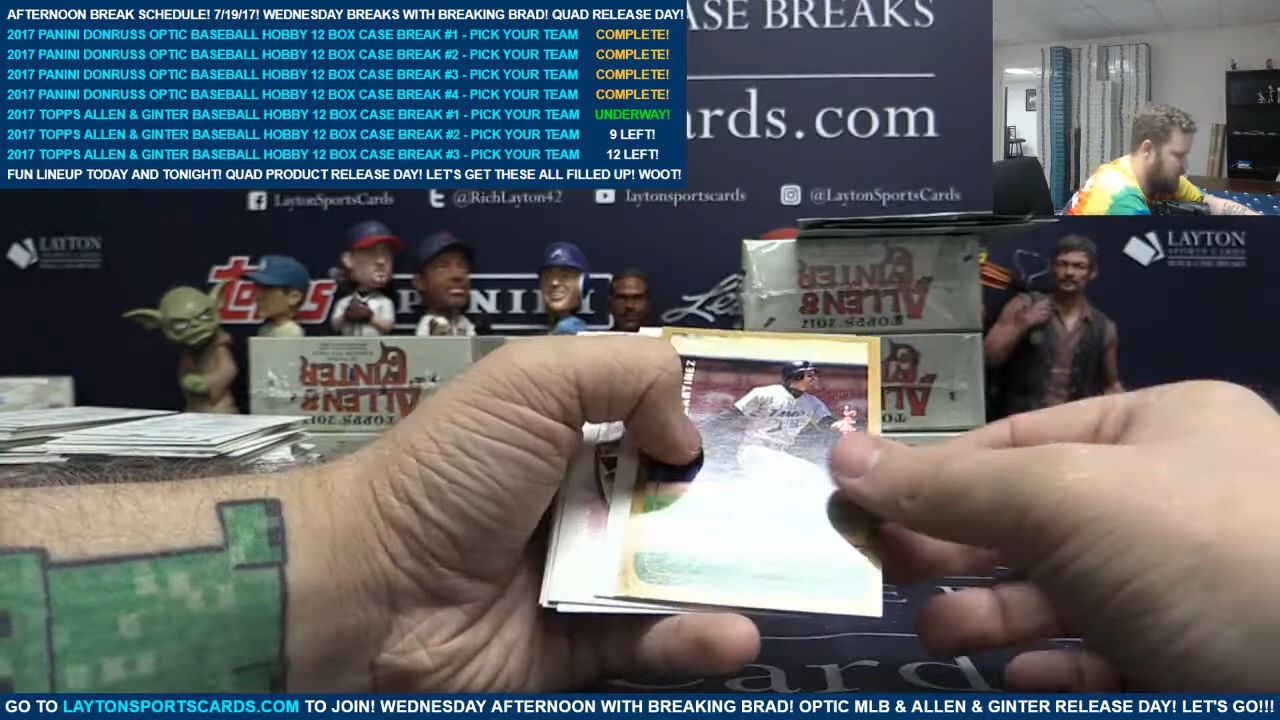 AFTERNOON BREAK SCHEDULE! 7/19/17! WEDNESDAY BREAKS WITH BREAKING BRAD! QUAD RELEASE DAY!
2017 PANINI DONRUSS OPTIC BASEBALL HOBBY 12 BOX CASE BREAK #1 - PICK YOUR TEAM COMPLETE!
2017 PANINI DONRUSS OPTIC BASEBALL HOBBY 12 BOX CASE BREAK #2 - PICK YOUR TEAM COMPLETE!
2017 PANINI DONRUSS OPTIC BASEBALL HOBBY 12 BOX CASE BREAK #3 - PICK YOUR TEAM COMPLETE!
2017 PANINI DONRUSS OPTIC BASEBALL HOBBY 12 BOX CASE BREAK #4 - PICK YOUR TEAM COMPLETE!
2017 TOPPS ALLEN & GINTER BASEBALL HOBBY 12 BOX CASE BREAK #1 - PICK YOUR TEAM UNDERWAY!
2017 TOPPS ALLEN & GINTER BASEBALL HOBBY 12 BOX CASE BREAK #2 - PICK YOUR TEAM 9 LEFT!
2017 TOPPS ALLEN & GINTER BASEBALL HOBBY 12 BOX CASE BREAK #3 - PICK YOUR TEAM 12 LEFT!
FUN LINEUP TODAY AND TONIGHT! QUAD PRODUCT RELEASE DAY! LET'S GET THESE ALL FILLED UP! WOOT!
ASE BREAKS
rds.com
LaytonSportsCards @RichLayton42 laytonsportscards @LaytonSportsCards
LAYTON
LAYTON
topps PANINI Leaf
ALLEN & GINTER
TOPPS 2017
ALLEN & GINTER
TOPPS 2017
ALLEN & GINTER
Card
GO TO LAYTONSPORTSCARDS.COM TO JOIN! WEDNESDAY AFTERNOON WITH BREAKING BRAD! OPTIC MLB & ALLEN & GINTER RELEASE DAY! LET'S GO!!!